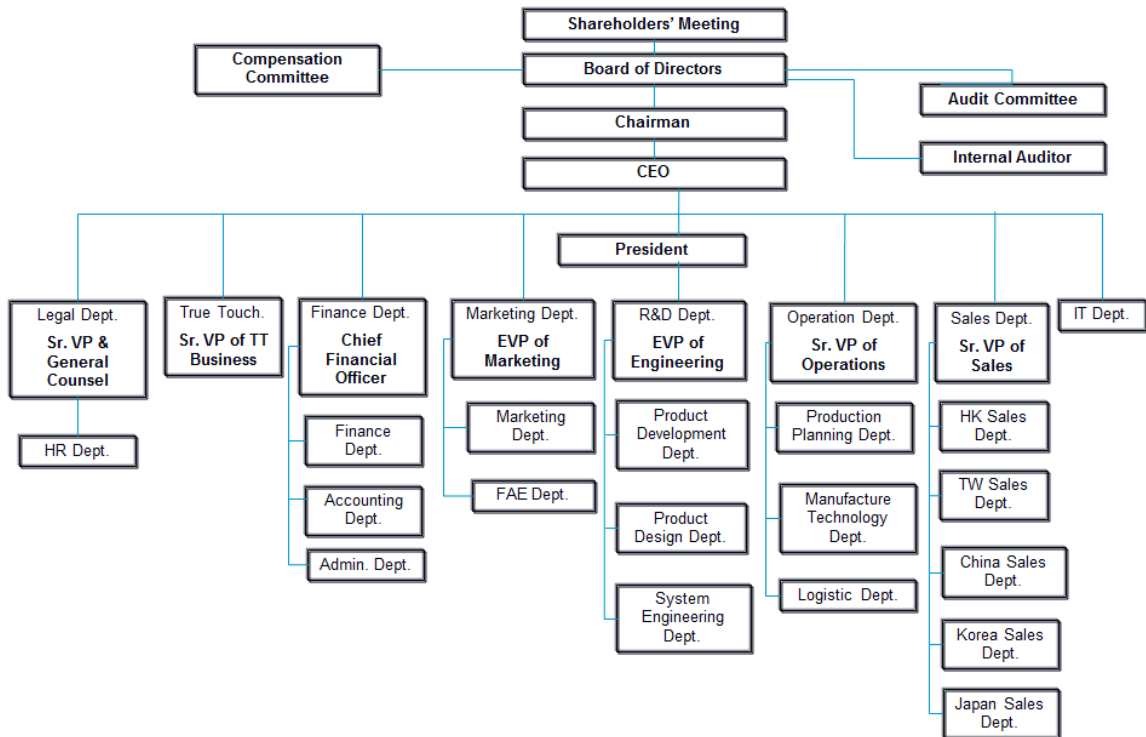 Shareholders' Meeting
Compensation
Committee
Board of Directors
Audit Committee
Chairman
Internal Auditor
CEO
President
Legal Dept.
Sr. VP &
General
Counsel
HR Dept.
True Touch.
Sr. VP of TT
Business
Finance Dept.
Chief
Financial
Officer
Finance
Dept.
Accounting
Dept.
Admin. Dept.
Marketing Dept.
EVP of
Marketing
Marketing
Dept.
FAE Dept.
R&D Dept.
EVP of
Engineering
Product
Development
Dept.
Product
Design Dept.
System
Engineering
Dept.
Operation Dept.
Sr. VP of
Operations
Production
Planning Dept.
Manufacture
Technology
Dept.
Logistic Dept.
Sales Dept.
Sr. VP of
Sales
HK Sales
Dept.
TW Sales
Dept.
China Sales
Dept.
Korea Sales
Dept.
Japan Sales
Dept.
IT Dept.